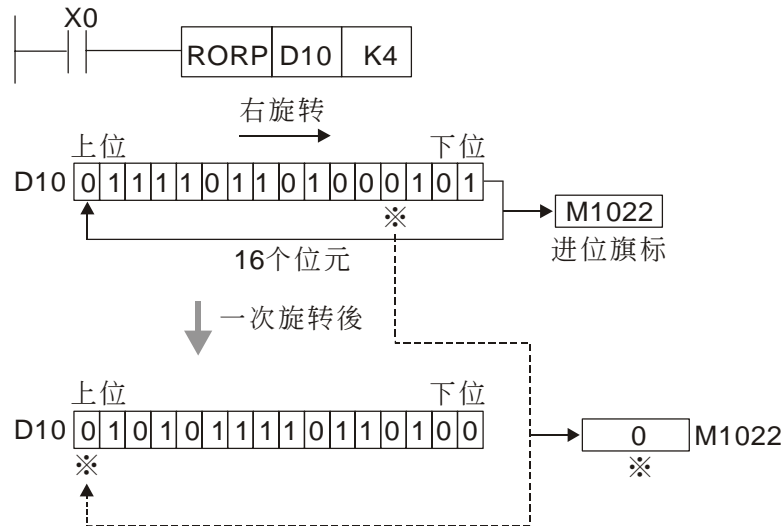 X0
RORP D10 K4
右旋转
上位 下位
D10 0 1 1 1 1 0 1 1 0 1 0 0 0 1 0 1
※ M1022
16个位元 进位旗标
一次旋转後
上位 下位
D10 0 1 0 1 0 1 1 1 1 0 1 1 0 1 0 0 0 M1022
※ ※